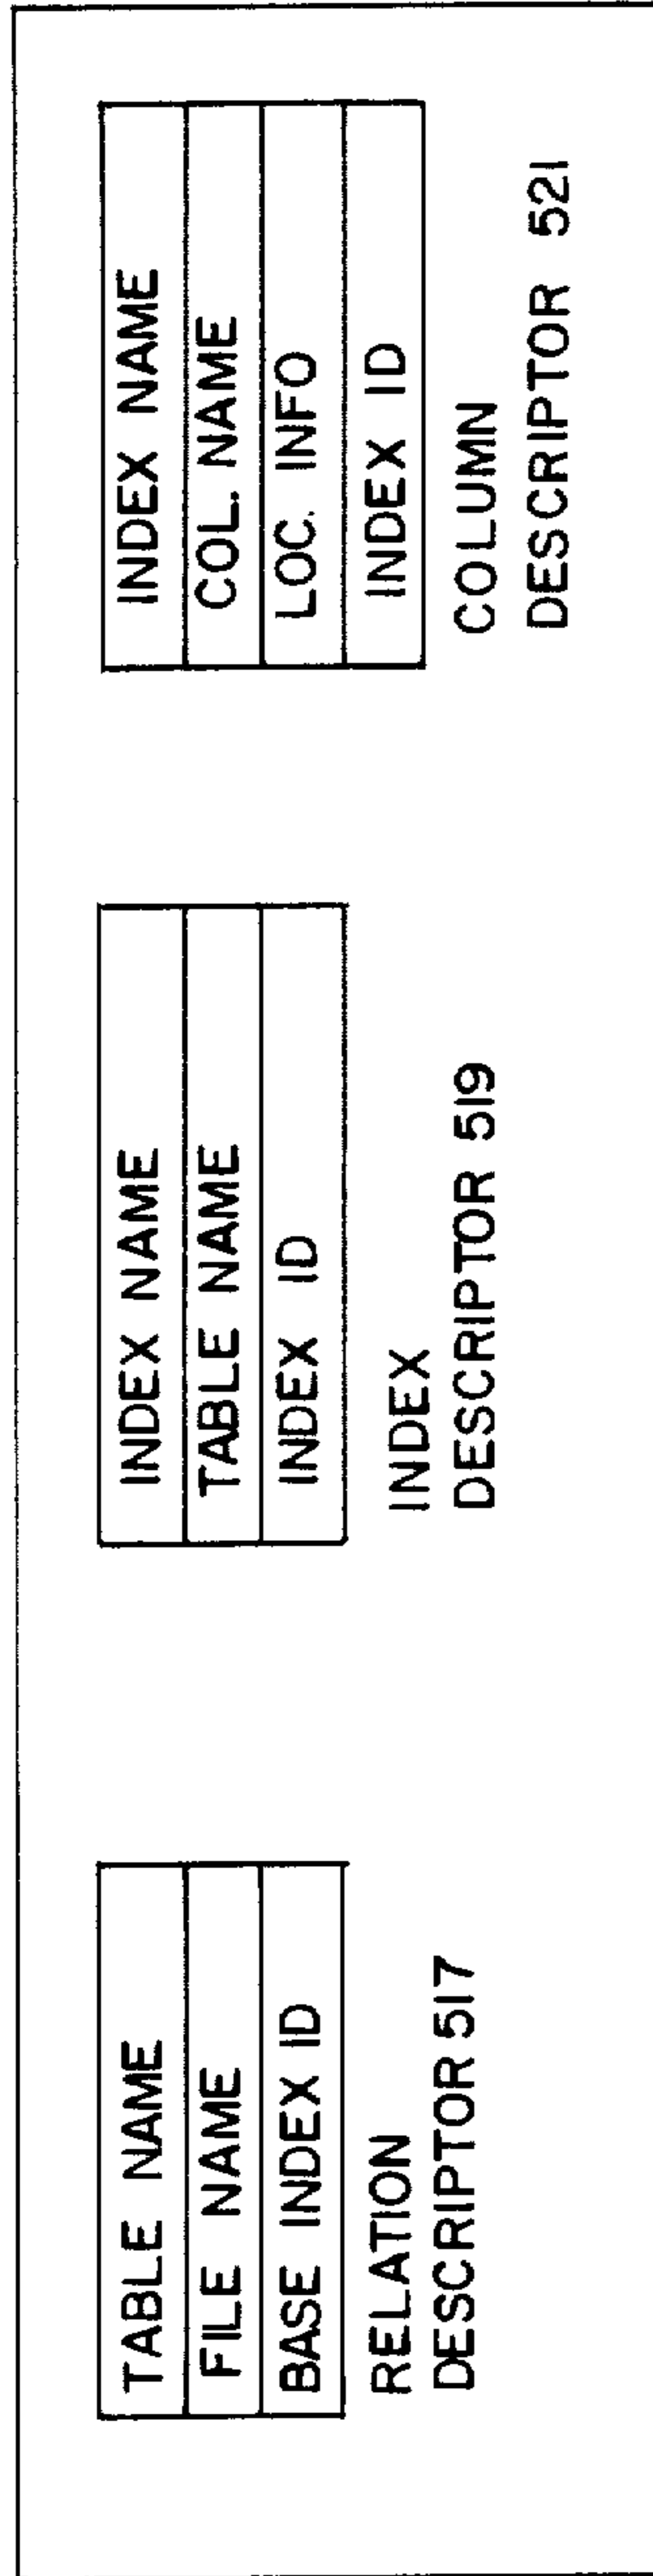 TABLE NAME
FILE NAME
BASE INDEX ID
RELATION
DESCRIPTOR 517
INDEX NAME
TABLE NAME
INDEX ID
INDEX
DESCRIPTOR 519
INDEX NAME
COL. NAME
LOC. INFO
INDEX ID
COLUMN
DESCRIPTOR 521